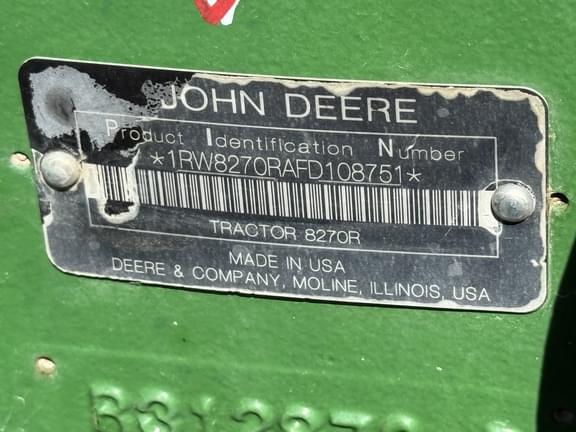 JOHN DEERE
Product Identification Number
*1RW8270RAFD108751*
TRACTOR 8270R
MADE IN USA
DEERE & COMPANY, MOLINE, ILLINOIS, USA